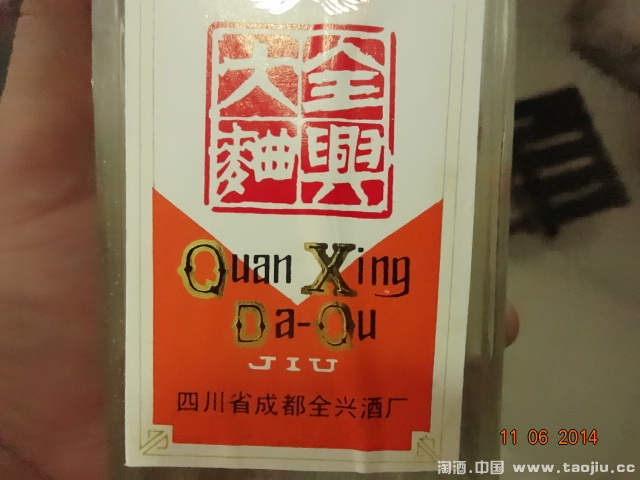 全興
大麯
Quan Xing
Da-Qu
JIU
四川省成都全兴酒厂
11 06 2014
淘酒.中国 www.taojiu.cc